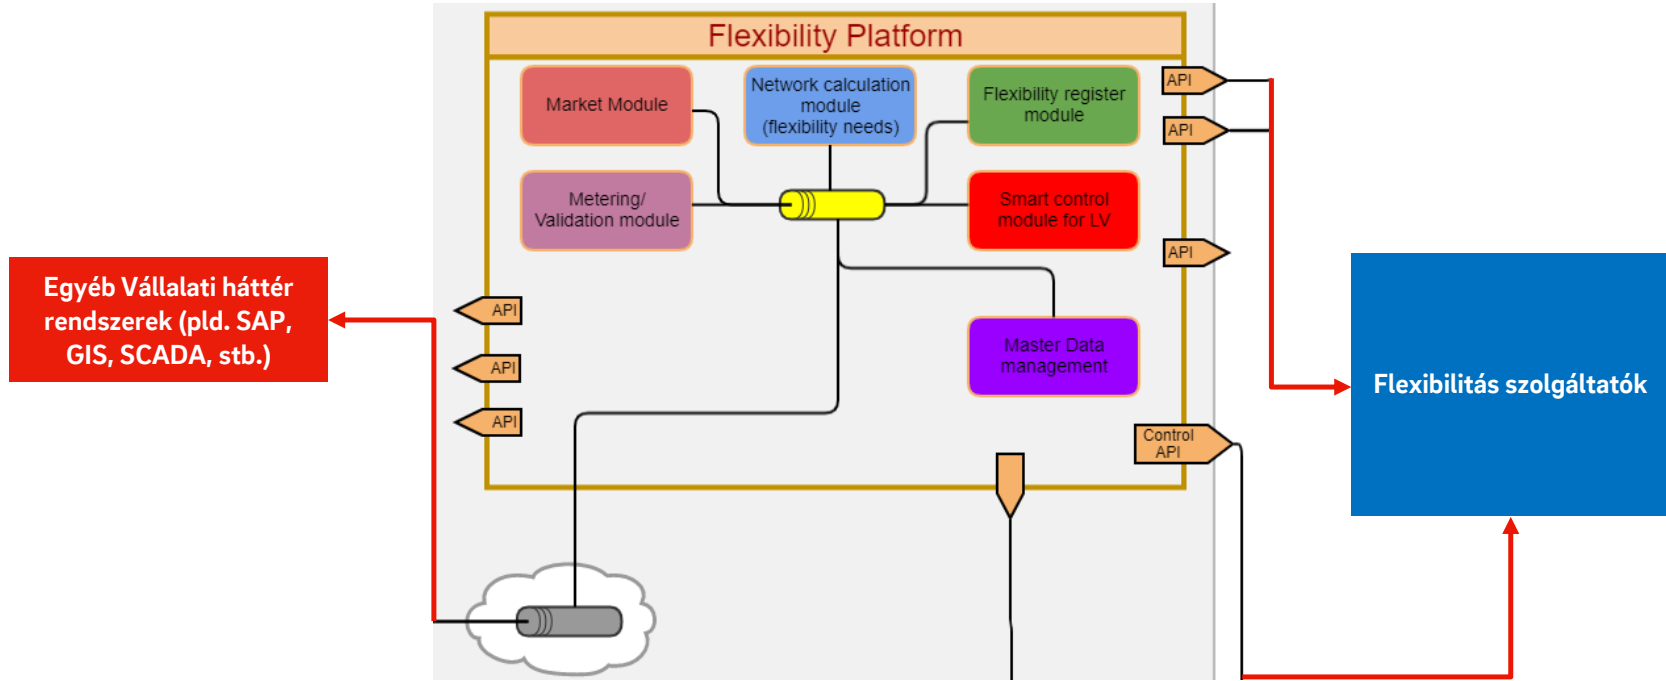 Flexibility Platform
Market Module
Network calculation
module
(flexibility needs)
Flexibility register
module
API
API
Metering/
Validation module
Smart control
module for LV
API
Egyéb Vállalati háttér
rendszerek (pld. SAP,
GIS, SCADA, stb.)
API
API
API
Master Data
management
Flexibilitás szolgáltatók
Control
API